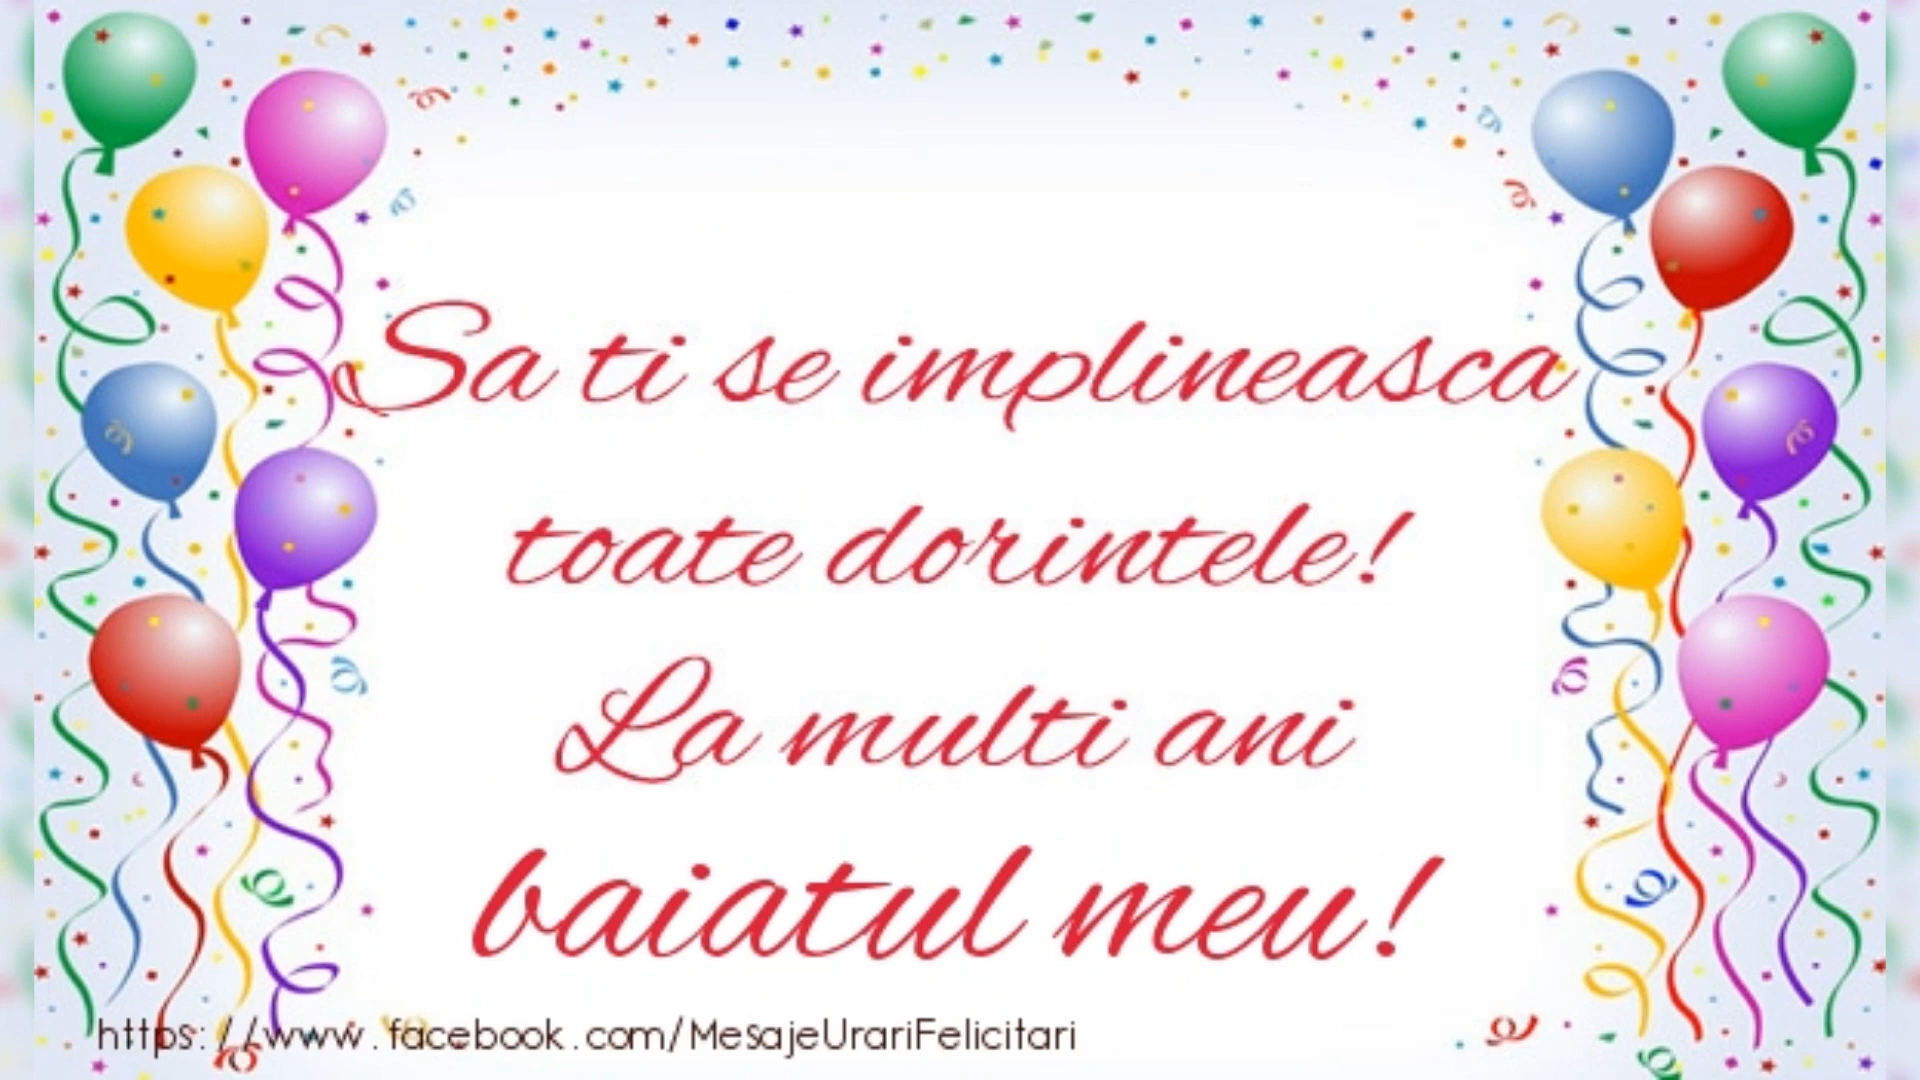 Sa ti se implineasca
toate dorintele!
La multi ani
baiatul meu!
https://www.facebook.com/MesajeUrariFelicitari